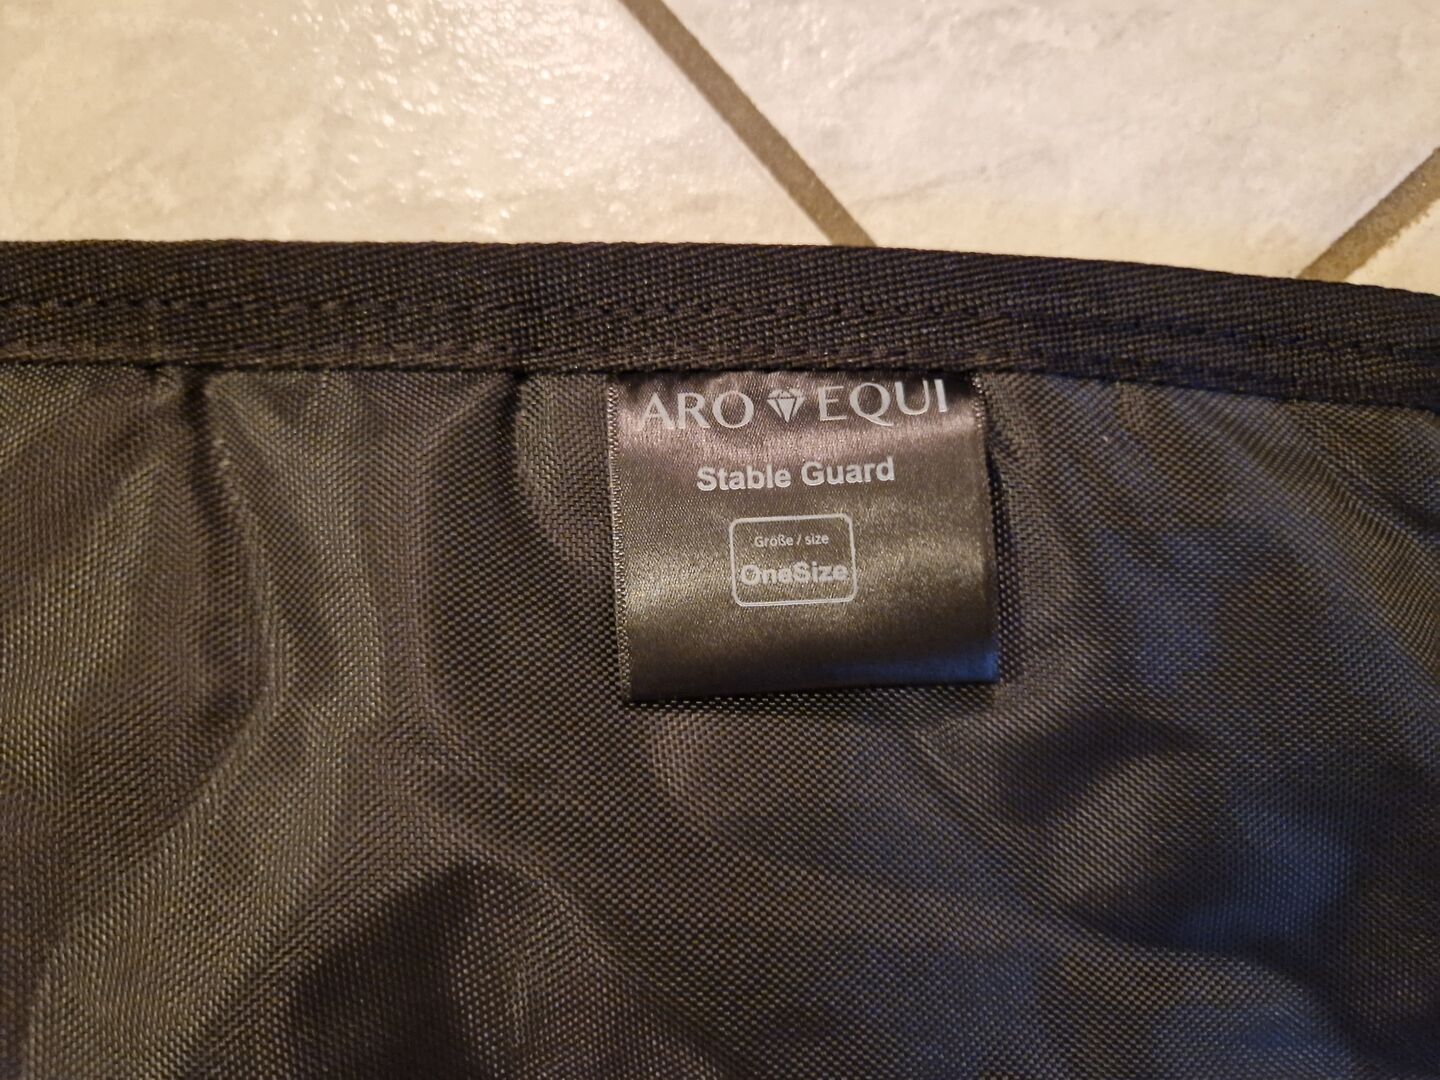 ARO EQUI
Stable Guard
Größe / size
OneSize